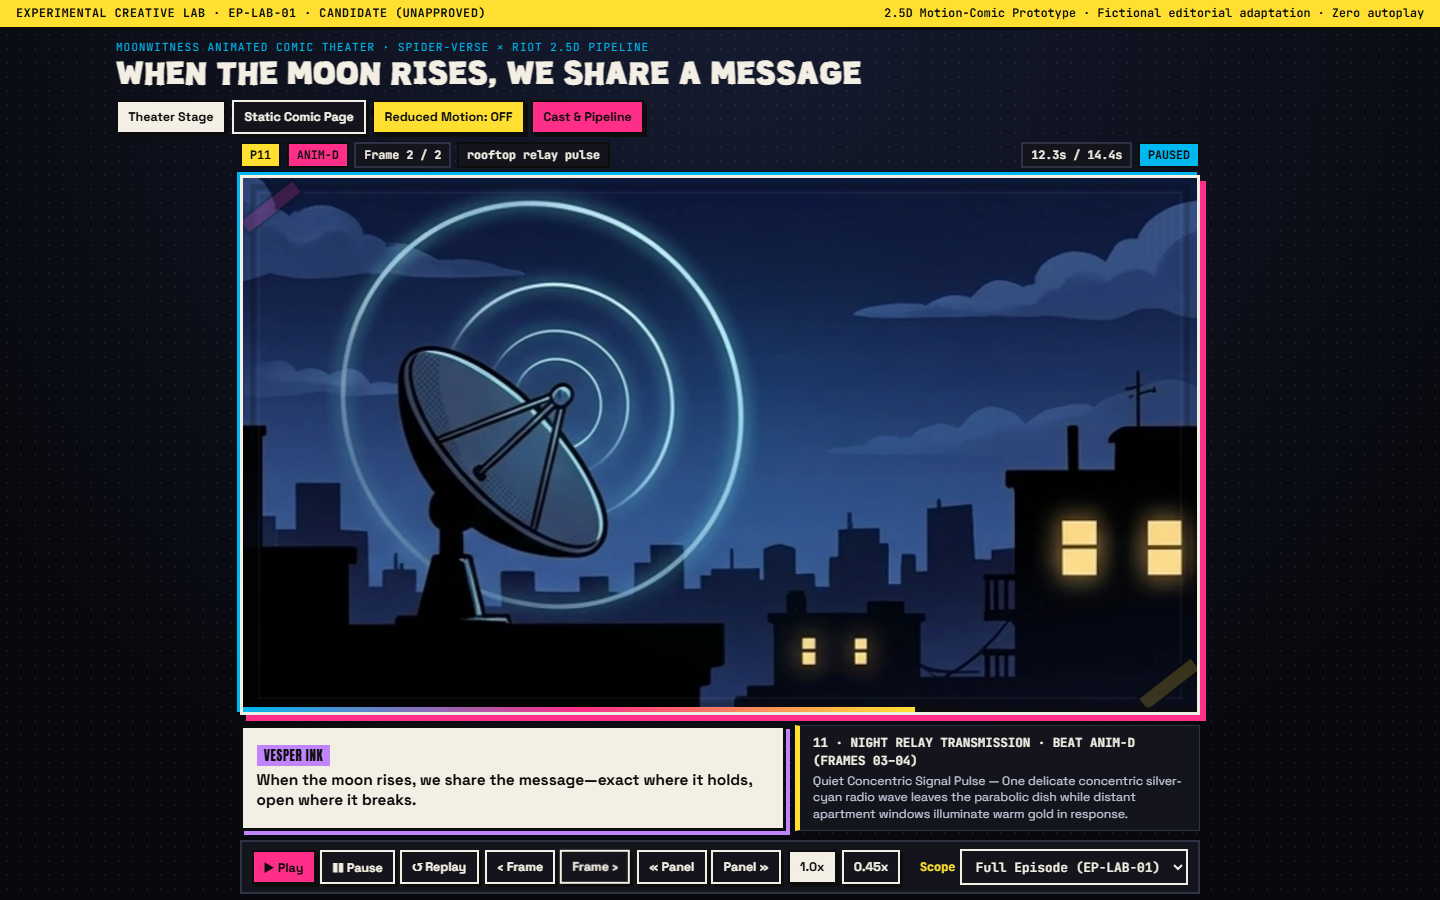 EXPERIMENTAL CREATIVE LAB · EP-LAB-01 · CANDIDATE (UNAPPROVED)
2.5D Motion-Comic Prototype · Fictional editorial adaptation · Zero autoplay
MOONWITNESS ANIMATED COMIC THEATER · SPIDER-VERSE × RIOT 2.5D PIPELINE
WHEN THE MOON RISES, WE SHARE A MESSAGE
Theater Stage
Static Comic Page
Reduced Motion: OFF
Cast & Pipeline
P11
ANIM-D
Frame 2 / 2
rooftop relay pulse
12.3s / 14.4s
PAUSED
VESPER INK
When the moon rises, we share the message—exact where it holds,
open where it breaks.
11 · NIGHT RELAY TRANSMISSION · BEAT ANIM-D
(FRAMES 03–04)
Quiet Concentric Signal Pulse — One delicate concentric silver-
cyan radio wave leaves the parabolic dish while distant
apartment windows illuminate warm gold in response.
▶ Play
▮▮ Pause
↺ Replay
‹ Frame
Frame ›
« Panel
Panel »
1.0x
0.45x
Scope
Full Episode (EP-LAB-01)